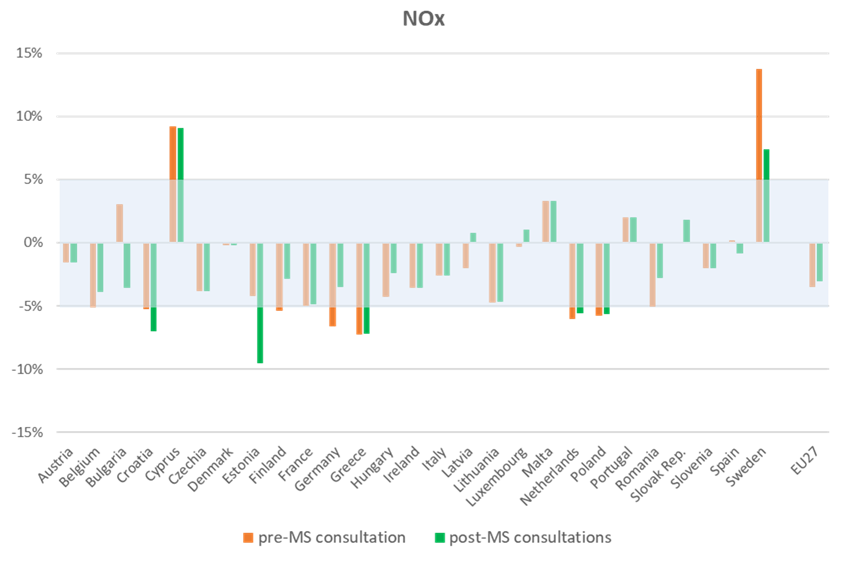 NOx
15%
10%
5%
0%
-5%
-10%
-15%
Austria
Belgium
Bulgaria
Croatia
Cyprus
Czechia
Denmark
Estonia
Finland
France
Germany
Greece
Hungary
Ireland
Italy
Latvia
Lithuania
Luxembourg
Malta
Netherlands
Poland
Portugal
Romania
Slovak Rep.
Slovenia
Spain
Sweden
EU27
pre-MS consultation
post-MS consultations